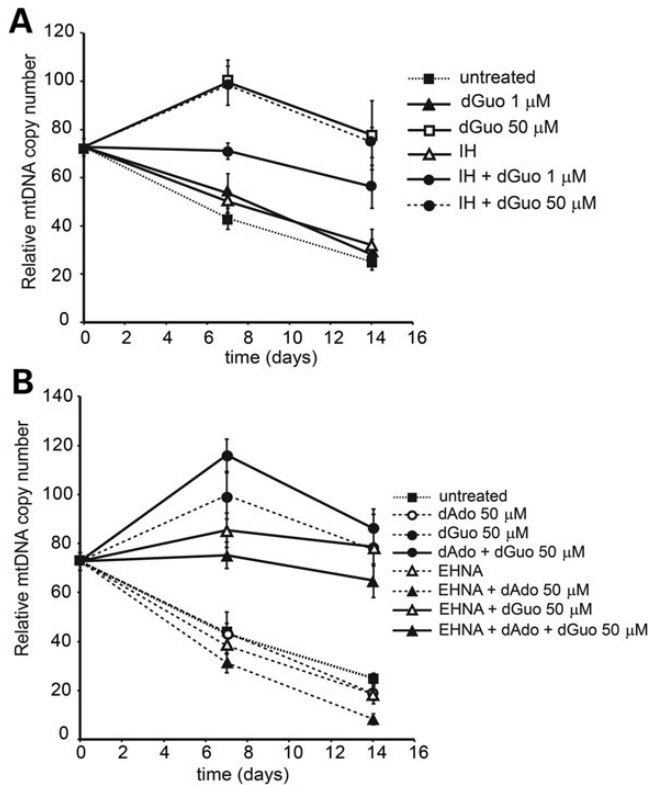 A
Relative mtDNA copy number
120
100
80
60
40
20
0
0 2 4 6 8 10 12 14 16
time (days)
untreated
dGuo 1 μM
dGuo 50 μM
IH
IH + dGuo 1 μM
IH + dGuo 50 μM
B
Relative mtDNA copy number
140
120
100
80
60
40
20
0
0 2 4 6 8 10 12 14 16
time (days)
untreated
dAdo 50 μM
dGuo 50 μM
dAdo + dGuo 50 μM
EHNA
EHNA + dAdo 50 μM
EHNA + dGuo 50 μM
EHNA + dAdo + dGuo 50 μM